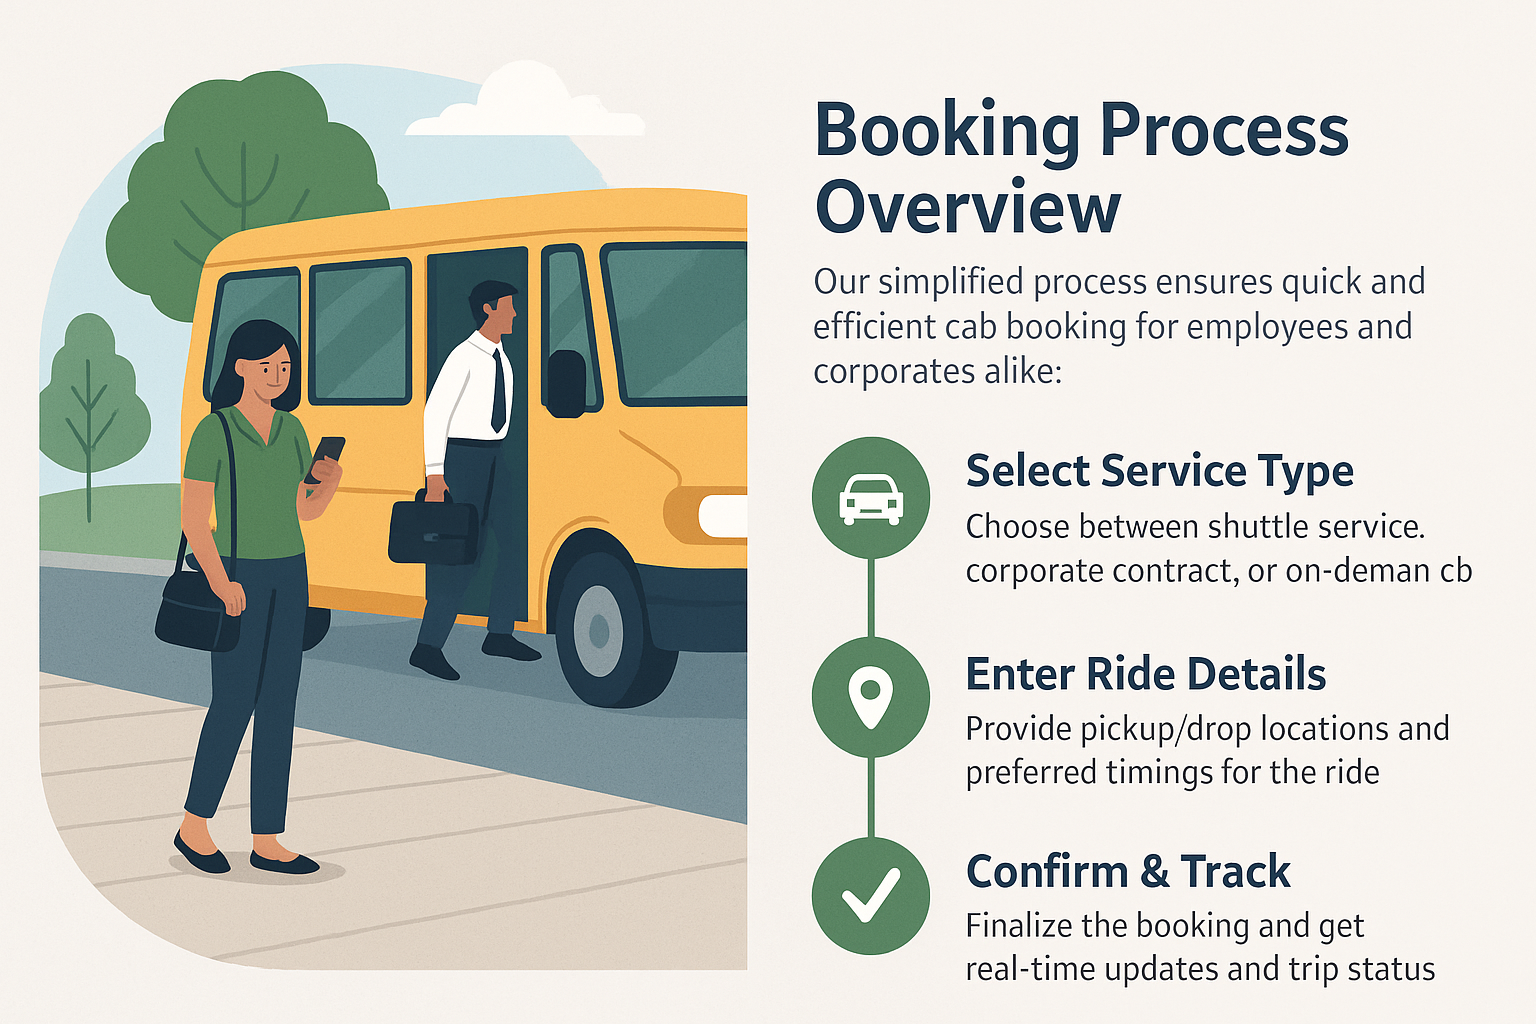 Booking Process
Overview
Our simplified process ensures quick and
efficient cab booking for employees and
corporates alike:
Select Service Type
Choose between shuttle service.
corporate contract, or on-deman cb
Enter Ride Details
Provide pickup/drop locations and
preferred timings for the ride
Confirm & Track
Finalize the booking and get
real-time updates and trip status